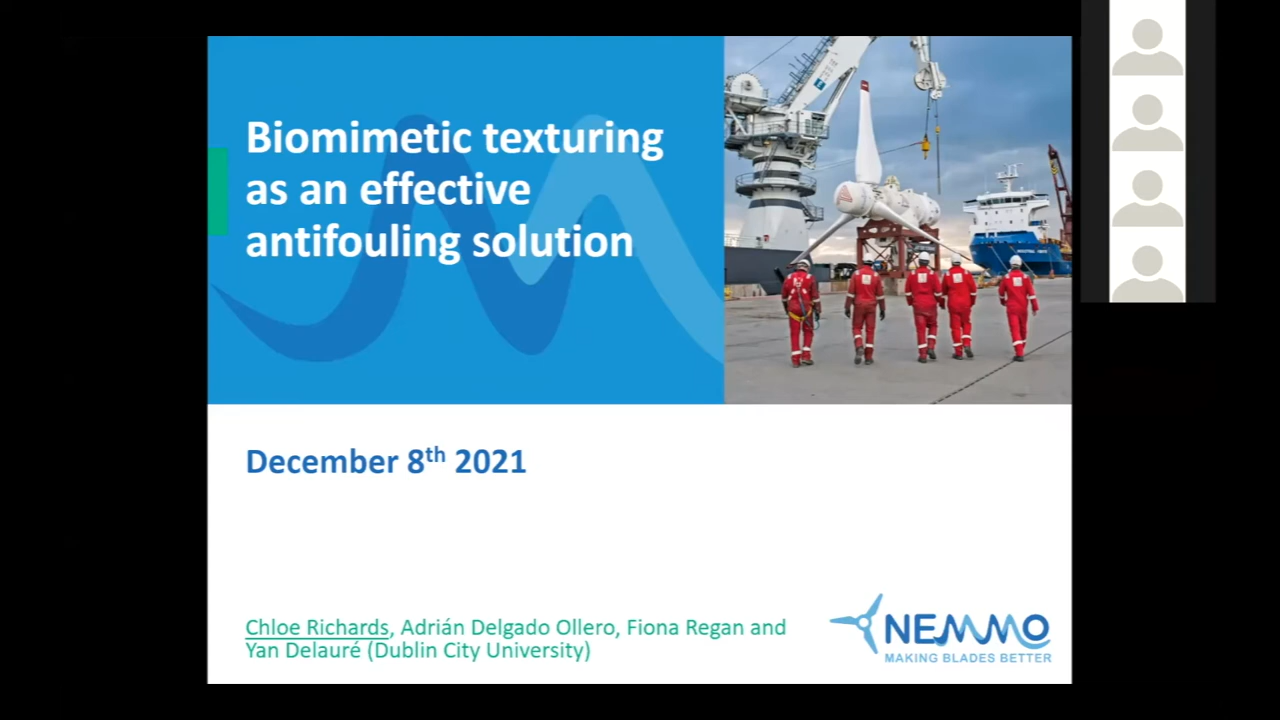 Biomimetic texturing
as an effective
antifouling solution
December 8th 2021
Chloe Richards, Adrián Delgado Ollero, Fiona Regan and
Yan Delauré (Dublin City University)
NEMMO
MAKING BLADES BETTER